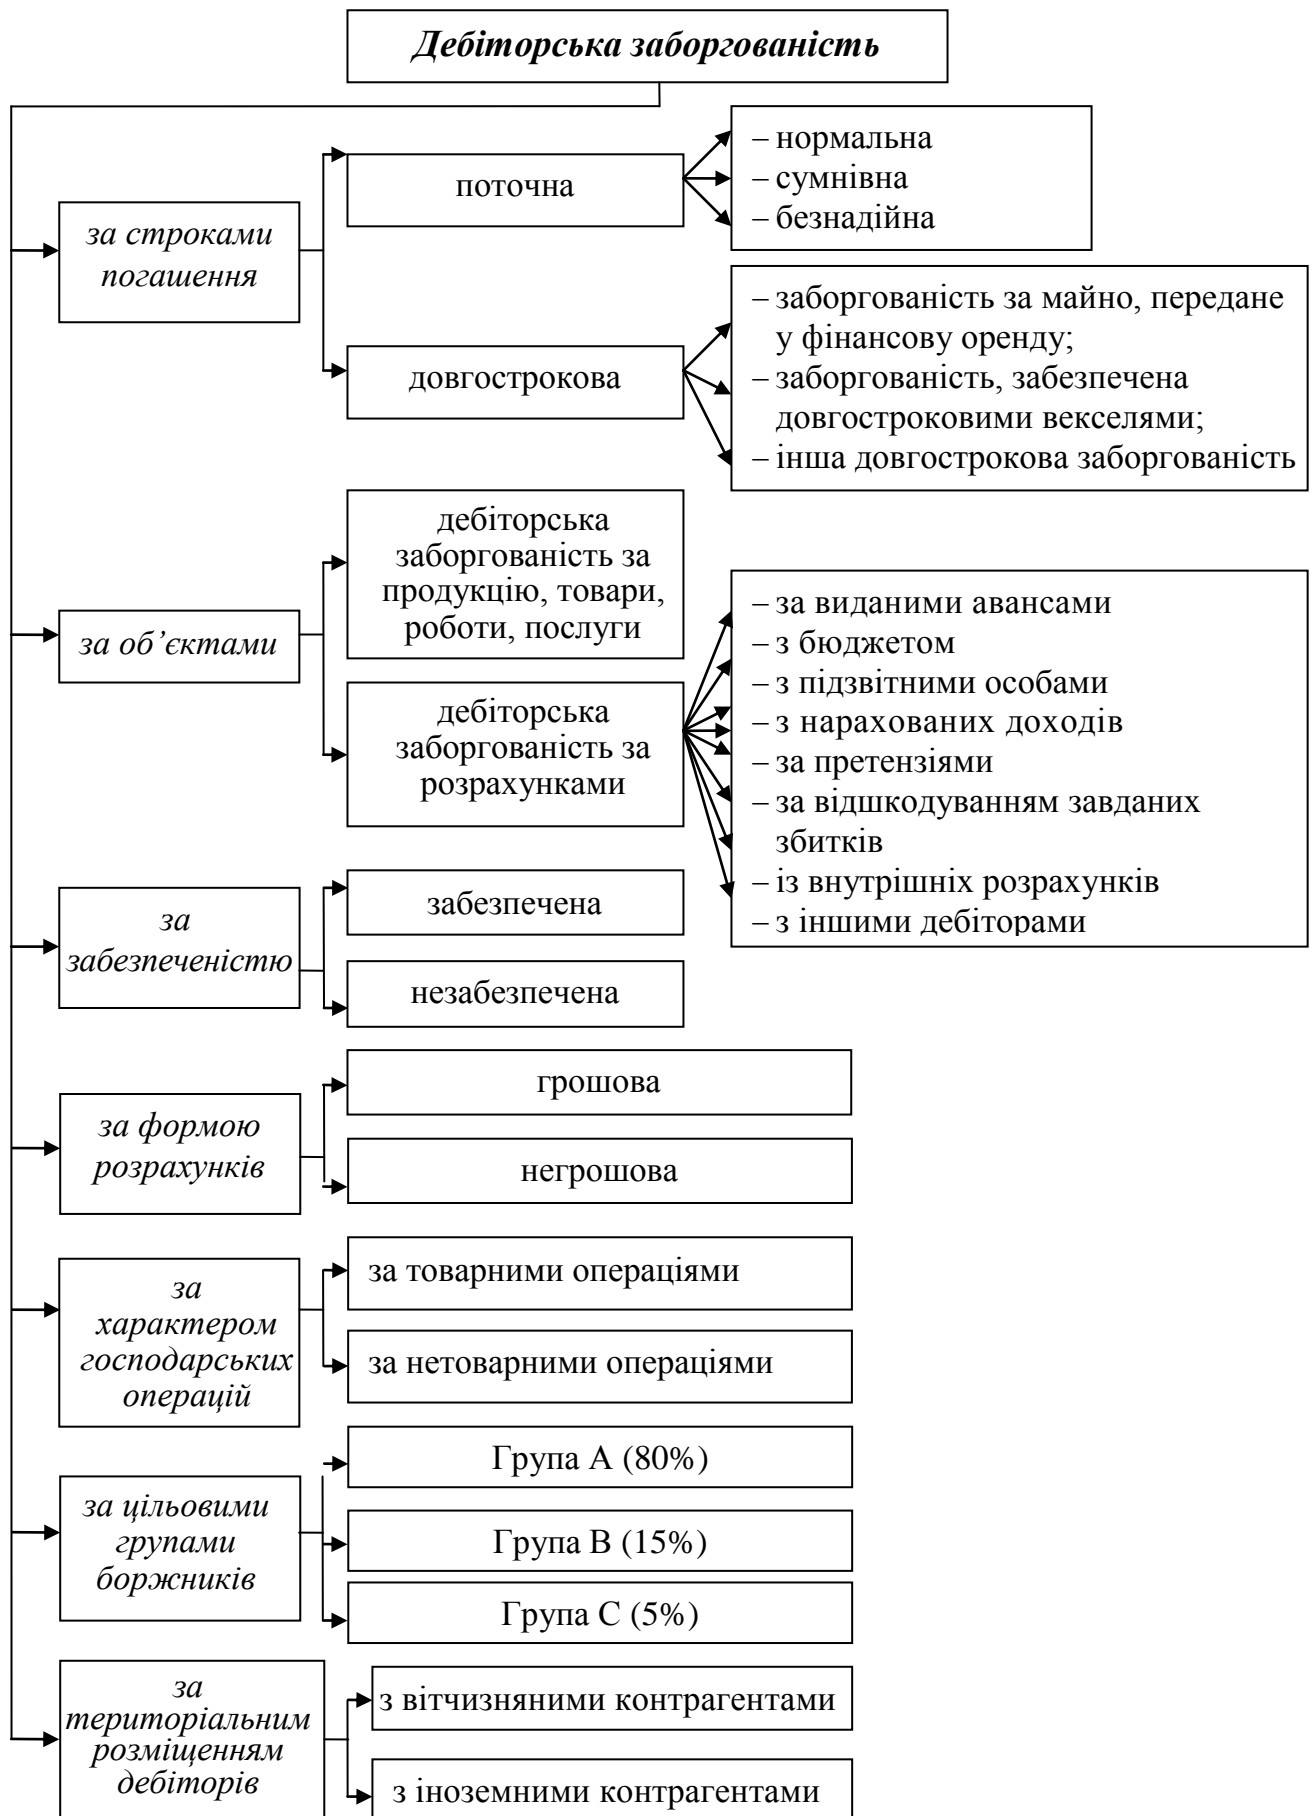 Дебіторська заборгованість
за строками
погашення
поточна
– нормальна
– сумнівна
– безнадійна
довгострокова
– заборгованість за майно, передане
у фінансову оренду;
– заборгованість, забезпечена
довгостроковими векселями;
– інша довгострокова заборгованість
за об’єктами
дебіторська
заборгованість за
продукцію, товари,
роботи, послуги
дебіторська
заборгованість за
розрахунками
– за виданими авансами
– з бюджетом
– з підзвітними особами
– з нарахованих доходів
– за претензіями
– за відшкодуванням завданих
збитків
– із внутрішніх розрахунків
– з іншими дебіторами
за
забезпеченістю
забезпечена
незабезпечена
за формою
розрахунків
грошова
негрошова
за
характером
господарських
операцій
за товарними операціями
за нетоварними операціями
за цільовими
групами
боржників
Група А (80%)
Група В (15%)
Група С (5%)
за
територіальним
розміщенням
дебіторів
з вітчизняними контрагентами
з іноземними контрагентами